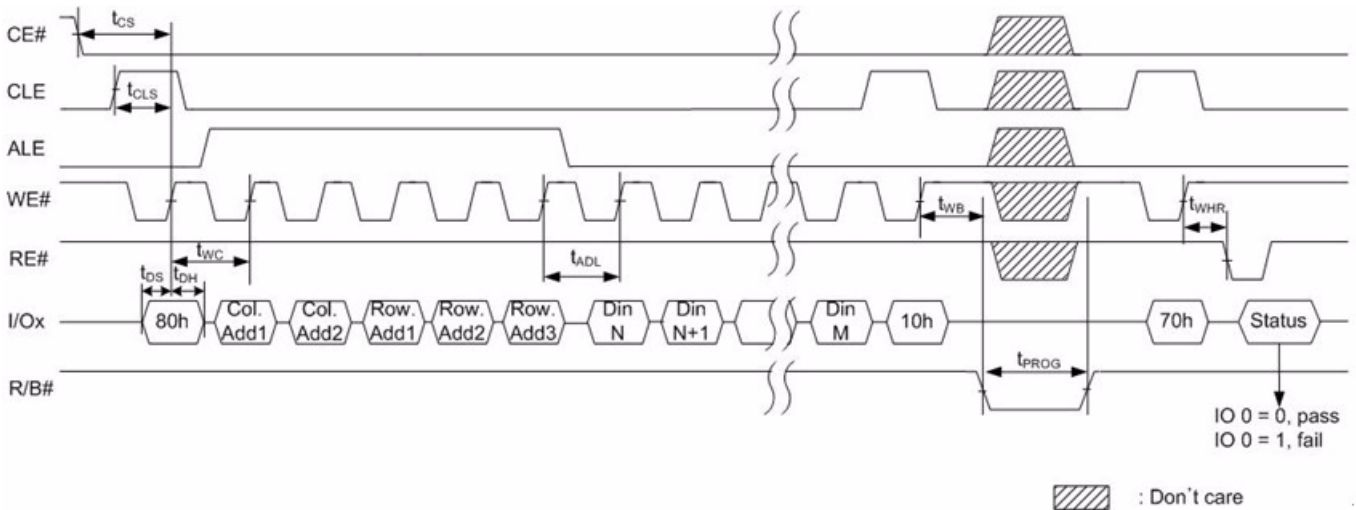 CE#
tCS
CLE
tCLS
ALE
WE#
tWC
tADL
tWB
tWHR
RE#
tDS
tDH
I/Ox
80h
Col. Add1
Col. Add2
Row. Add1
Row. Add2
Row. Add3
Din N
Din N+1
Din M
10h
70h
Status
R/B#
tPROG
IO 0 = 0, pass
IO 0 = 1, fail
: Don't care